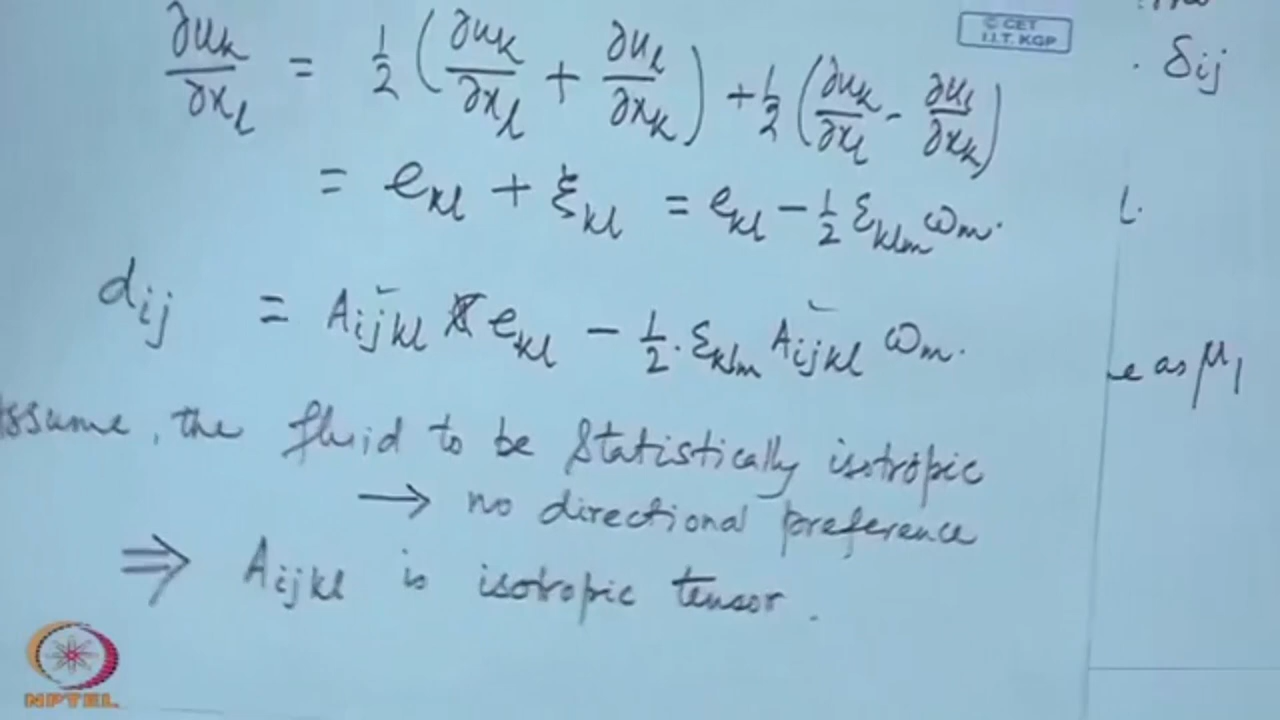 © CET
I.I.T. KGP
∂u_k/∂x_l = 1/2 (∂u_k/∂x_l + ∂u_l/∂x_k) + 1/2 (∂u_k/∂x_l - ∂u_l/∂x_k)
δij
= e_kl + ξ_kl = e_kl - 1/2 ε_klm ω_m.
d_ij = A_ijkl e_kl - 1/2 . ε_klm A_ijkl ω_m.
as μ_1
ssume, the fluid to be statistically isotropic
→ no directional preference
⇒ A_ijkl is isotropic tensor.
NPTEL